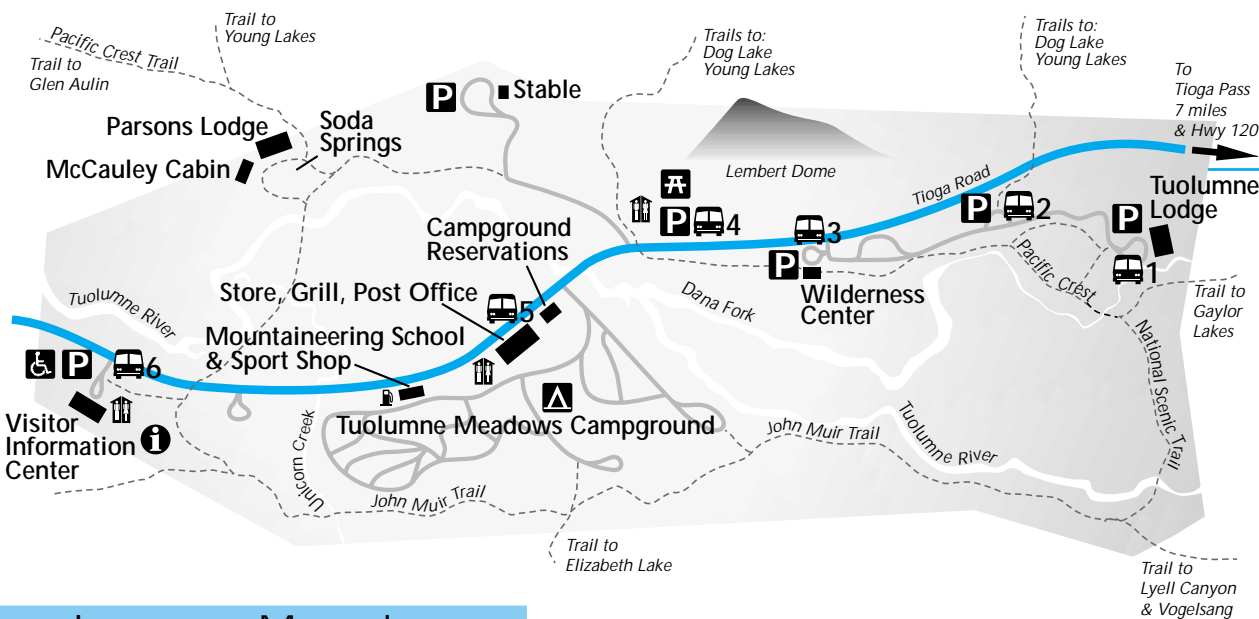 Trail to
Young Lakes
Pacific Crest Trail
Trail to
Glen Aulin
Trails to:
Dog Lake
Young Lakes
Trails to:
Dog Lake
Young Lakes
To
Tioga Pass
7 miles
& Hwy 120
P
Stable
Parsons Lodge
Soda
Springs
McCauley Cabin
Lembert Dome
Tioga Road
Tuolumne
Lodge
P
4
3
P
2
P
1
Campground
Reservations
P
Wilderness
Center
Pacific Crest
Trail to
Gaylor
Lakes
National Scenic Trail
Store, Grill, Post Office
5
Dana Fork
Tuolumne River
Mountaineering School
& Sport Shop
P
6
Visitor
Information
Center
i
Unicorn Creek
Tuolumne Meadows Campground
John Muir Trail
John Muir Trail
Tuolumne River
Trail to
Elizabeth Lake
Trail to
Lyell Canyon
& Vogelsang